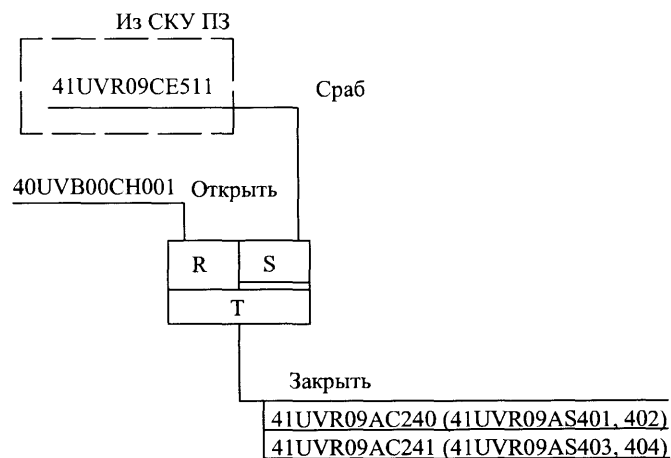 Из СКУ ПЗ
41UVR09CE511
Сраб
40UVB00CH001 Открыть
R S
T
Закрыть
41UVR09AC240 (41UVR09AS401, 402)
41UVR09AC241 (41UVR09AS403, 404)